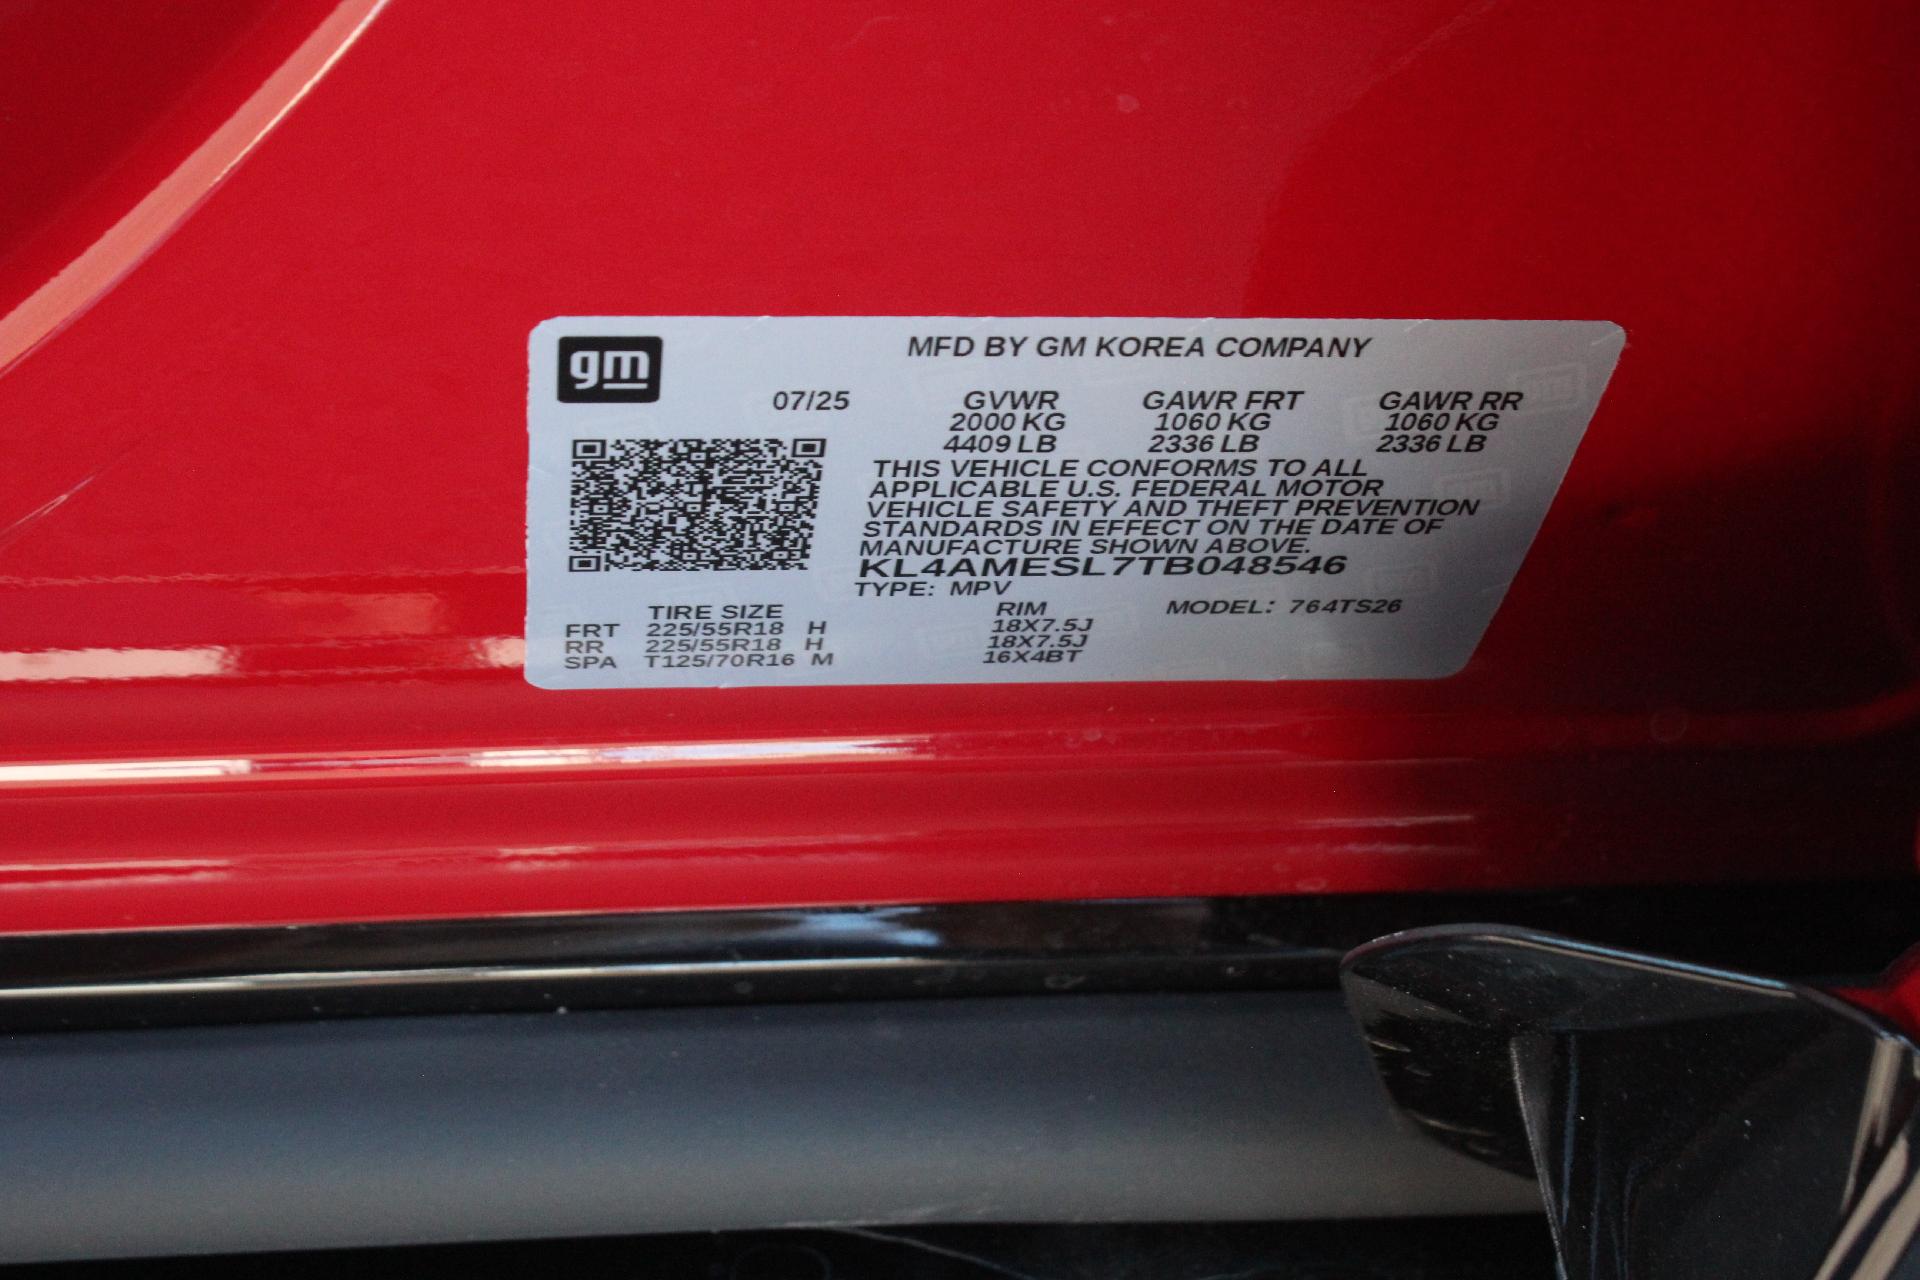 gm
MFD BY GM KOREA COMPANY
07/25 GVWR GAWR FRT GAWR RR
2000 KG 1060 KG 1060 KG
4409 LB 2336 LB 2336 LB
THIS VEHICLE CONFORMS TO ALL
APPLICABLE U.S. FEDERAL MOTOR
VEHICLE SAFETY AND THEFT PREVENTION
STANDARDS IN EFFECT ON THE DATE OF
MANUFACTURE SHOWN ABOVE.
KL4AMESL7TB048546
TYPE: MPV
TIRE SIZE RIM MODEL: 764TS26
FRT 225/55R18 H 18X7.5J
RR 225/55R18 H 18X7.5J
SPA T125/70R16 M 16X4BT